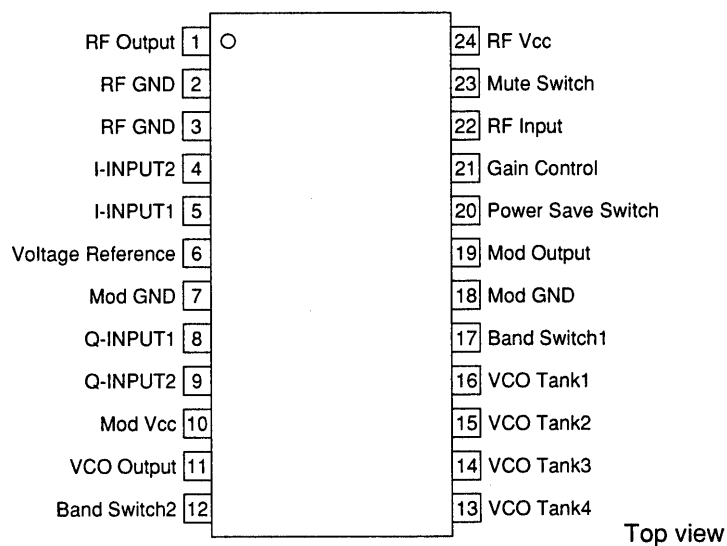 RF Output 1 24 RF Vcc
RF GND 2 23 Mute Switch
RF GND 3 22 RF Input
I-INPUT2 4 21 Gain Control
I-INPUT1 5 20 Power Save Switch
Voltage Reference 6 19 Mod Output
Mod GND 7 18 Mod GND
Q-INPUT1 8 17 Band Switch1
Q-INPUT2 9 16 VCO Tank1
Mod Vcc 10 15 VCO Tank2
VCO Output 11 14 VCO Tank3
Band Switch2 12 13 VCO Tank4
Top view